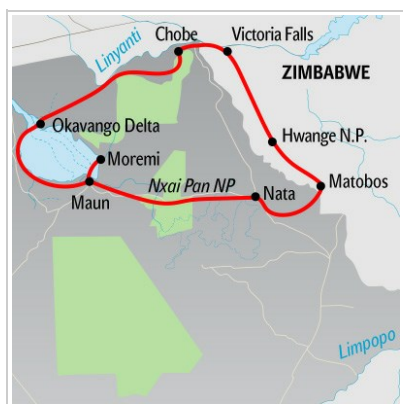 Chobe
Victoria Falls
Linyanti
ZIMBABWE
Okavango Delta
Hwange N.P.
Moremi
Nxai Pan NP
Matobos
Maun
Nata
Limpopo